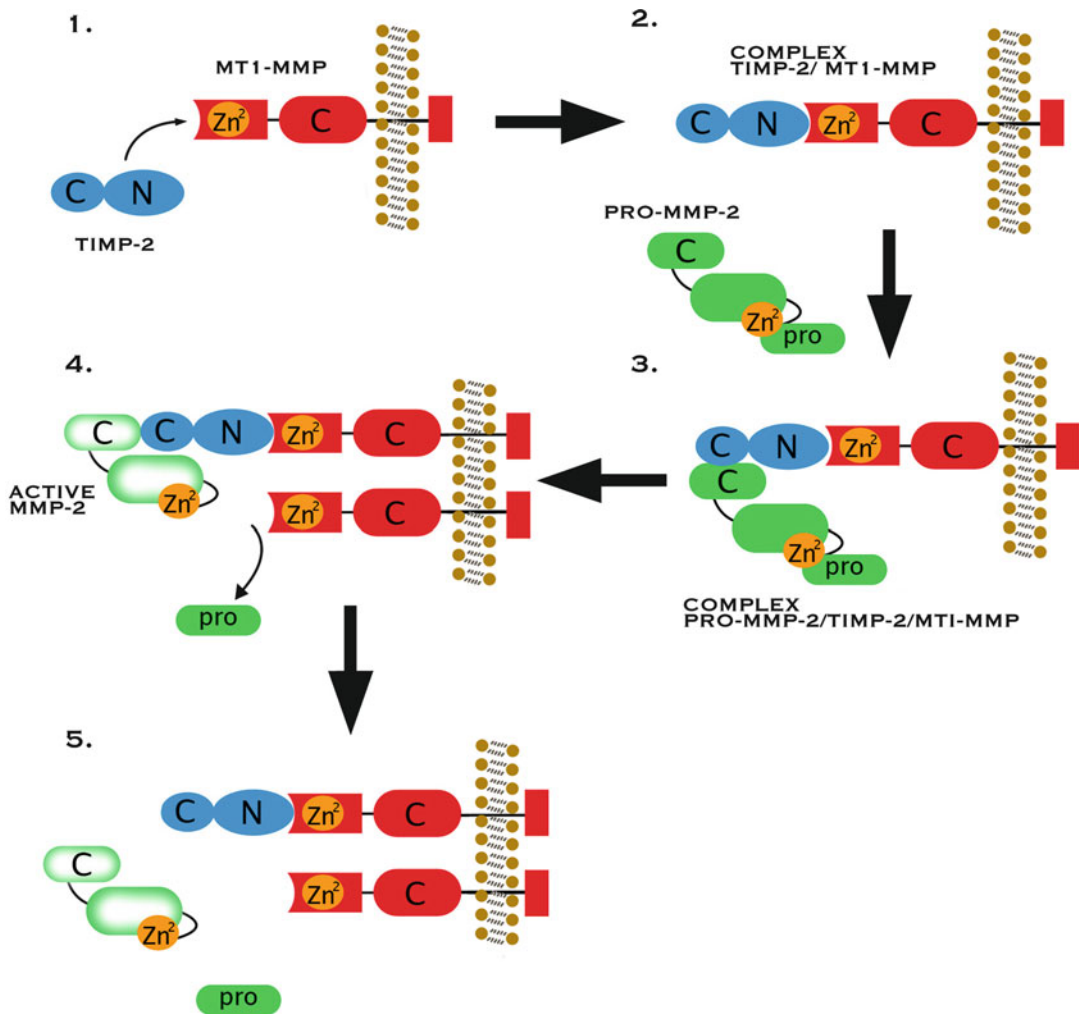 1.
MT1-MMP
Zn2
C
C
N
TIMP-2
2.
COMPLEX
TIMP-2/ MT1-MMP
C
N
Zn2
C
PRO-MMP-2
C
Zn2
pro
3.
C
N
Zn2
C
C
Zn2
pro
COMPLEX
PRO-MMP-2/TIMP-2/MTI-MMP
4.
C
C
N
Zn2
C
Zn2
ACTIVE
MMP-2
Zn2
C
pro
5.
C
N
Zn2
C
C
Zn2
Zn2
C
pro